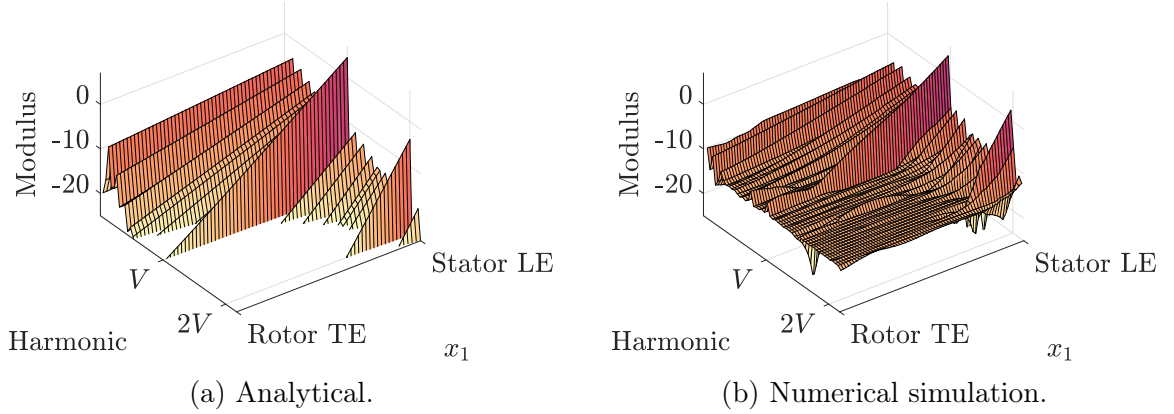 Modulus
0
-10
-20
V
2V
Harmonic
Rotor TE
Stator LE
x1
(a) Analytical.
Modulus
0
-10
-20
V
2V
Harmonic
Rotor TE
Stator LE
x1
(b) Numerical simulation.